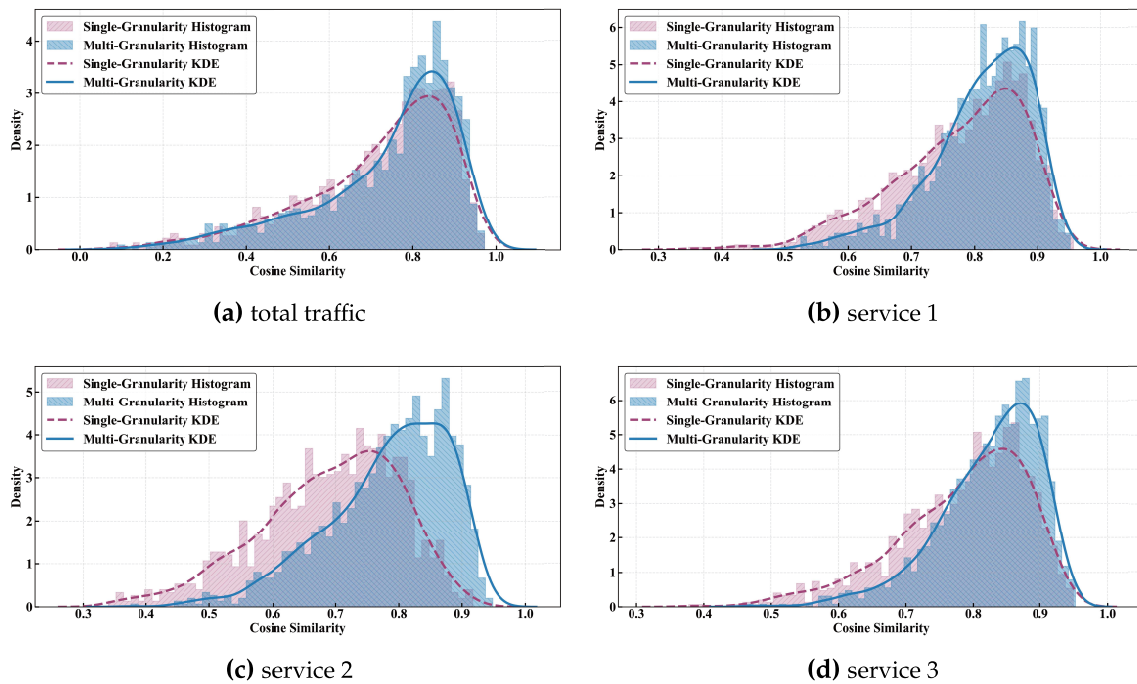 Single-Granularity Histogram
Multi-Granularity Histogram
Single-Granularity KDE
Multi-Granularity KDE
Density
4
3
2
1
0
0.0 0.2 0.4 0.6 0.8 1.0
Cosine Similarity
(a) total traffic
Single-Granularity Histogram
Multi-Granularity Histogram
Single-Granularity KDE
Multi-Granularity KDE
Density
6
5
4
3
2
1
0
0.3 0.4 0.5 0.6 0.7 0.8 0.9 1.0
Cosine Similarity
(b) service 1
Single-Granularity Histogram
Multi-Granularity Histogram
Single-Granularity KDE
Multi-Granularity KDE
Density
5
4
3
2
1
0
0.3 0.4 0.5 0.6 0.7 0.8 0.9 1.0
Cosine Similarity
(c) service 2
Single-Granularity Histogram
Multi-Granularity Histogram
Single-Granularity KDE
Multi-Granularity KDE
Density
6
5
4
3
2
1
0
0.3 0.4 0.5 0.6 0.7 0.8 0.9 1.0
Cosine Similarity
(d) service 3